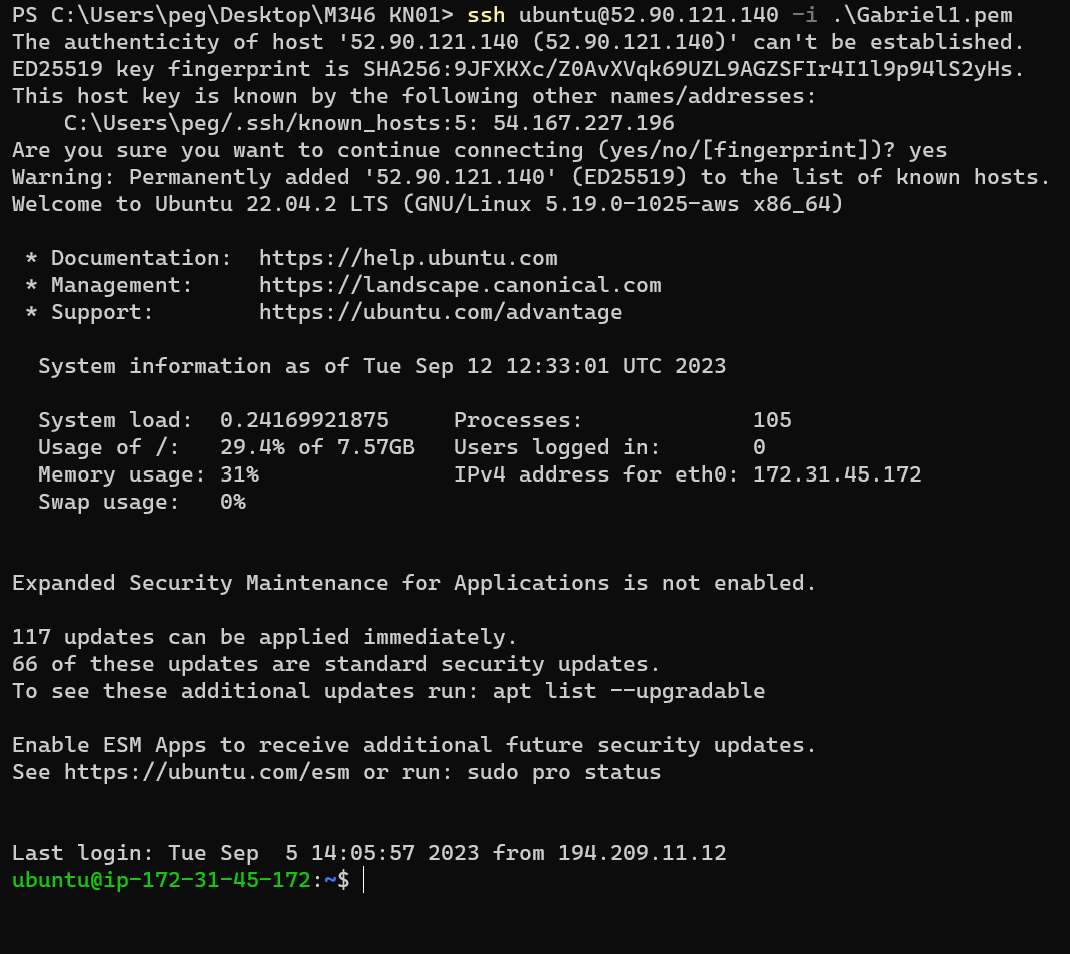 PS C:\Users\peg\Desktop\M346 KN01> ssh ubuntu@52.90.121.140 -i .\Gabriel1.pem
The authenticity of host '52.90.121.140 (52.90.121.140)' can't be established.
ED25519 key fingerprint is SHA256:9JFXKXc/Z0AvXVqk69UZL9AGZSFIr4I1l9p94lS2yHs.
This host key is known by the following other names/addresses:
    C:\Users\peg/.ssh/known_hosts:5: 54.167.227.196
Are you sure you want to continue connecting (yes/no/[fingerprint])? yes
Warning: Permanently added '52.90.121.140' (ED25519) to the list of known hosts.
Welcome to Ubuntu 22.04.2 LTS (GNU/Linux 5.19.0-1025-aws x86_64)

 * Documentation:  https://help.ubuntu.com
 * Management:     https://landscape.canonical.com
 * Support:        https://ubuntu.com/advantage

  System information as of Tue Sep 12 12:33:01 UTC 2023

  System load:  0.24169921875     Processes:             105
  Usage of /:   29.4% of 7.57GB   Users logged in:       0
  Memory usage: 31%               IPv4 address for eth0: 172.31.45.172
  Swap usage:   0%


Expanded Security Maintenance for Applications is not enabled.

117 updates can be applied immediately.
66 of these updates are standard security updates.
To see these additional updates run: apt list --upgradable

Enable ESM Apps to receive additional future security updates.
See https://ubuntu.com/esm or run: sudo pro status


Last login: Tue Sep  5 14:05:57 2023 from 194.209.11.12
ubuntu@ip-172-31-45-172:~$